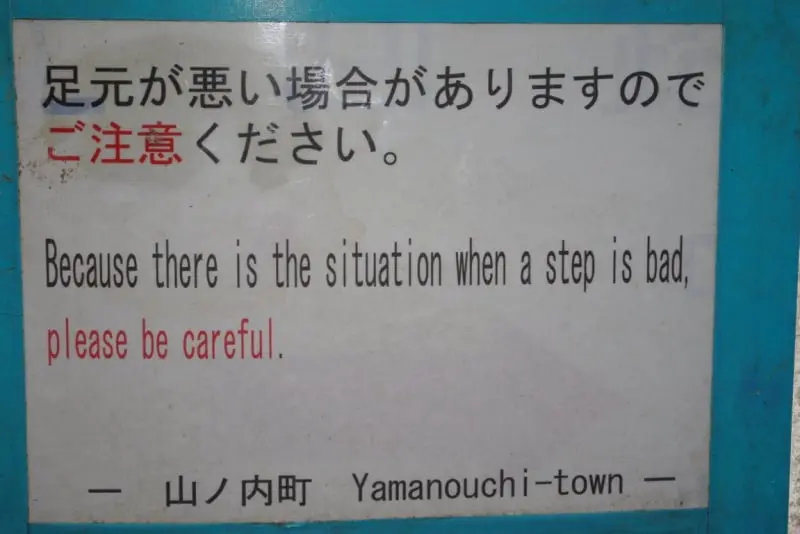 足元が悪い場合がありますので
ご注意ください。
Because there is the situation when a step is bad,
please be careful.
― 山ノ内町 Yamanouchi-town ―